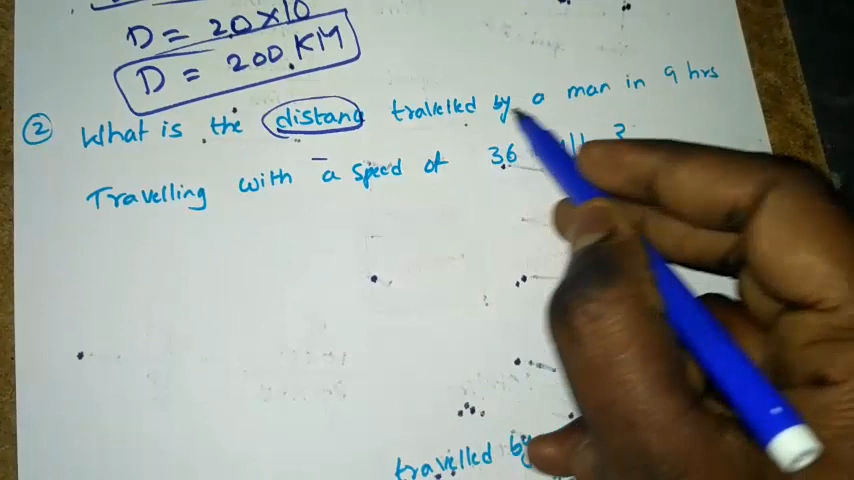 D = 20 × 10
D = 200 KM
② What is the distance travelled by a man in 9 hrs
Travelling with a speed of 36
travelled by